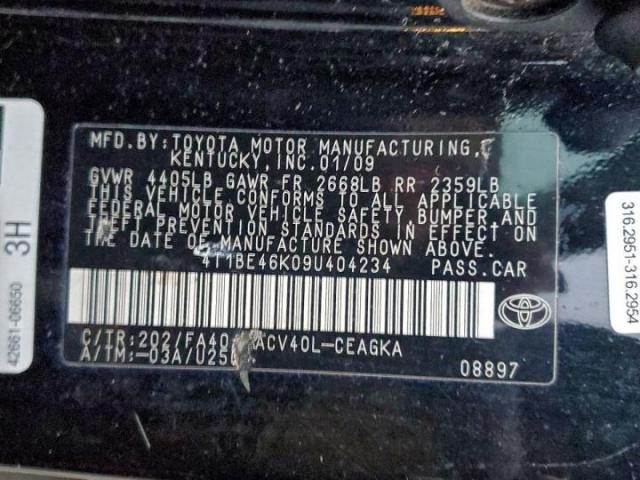 MFD. BY: TOYOTA MOTOR MANUFACTURING,
KENTUCKY, INC. 01/09
GVWR 4405LB GAWR FR 2668LB RR 2359LB
THIS VEHICLE CONFORMS TO ALL APPLICABLE
FEDERAL MOTOR VEHICLE SAFETY, BUMPER AND
THEFT PREVENTION STANDARDS IN EFFECT ON
THE DATE OF MANUFACTURE SHOWN ABOVE.
4T1BE46K09U404234 PASS. CAR
C/TR: 202/FA40 ACV40L-CEAGKA
A/TM: -03A/U250
08897
42661-06650
3H
316.2951-316.2954